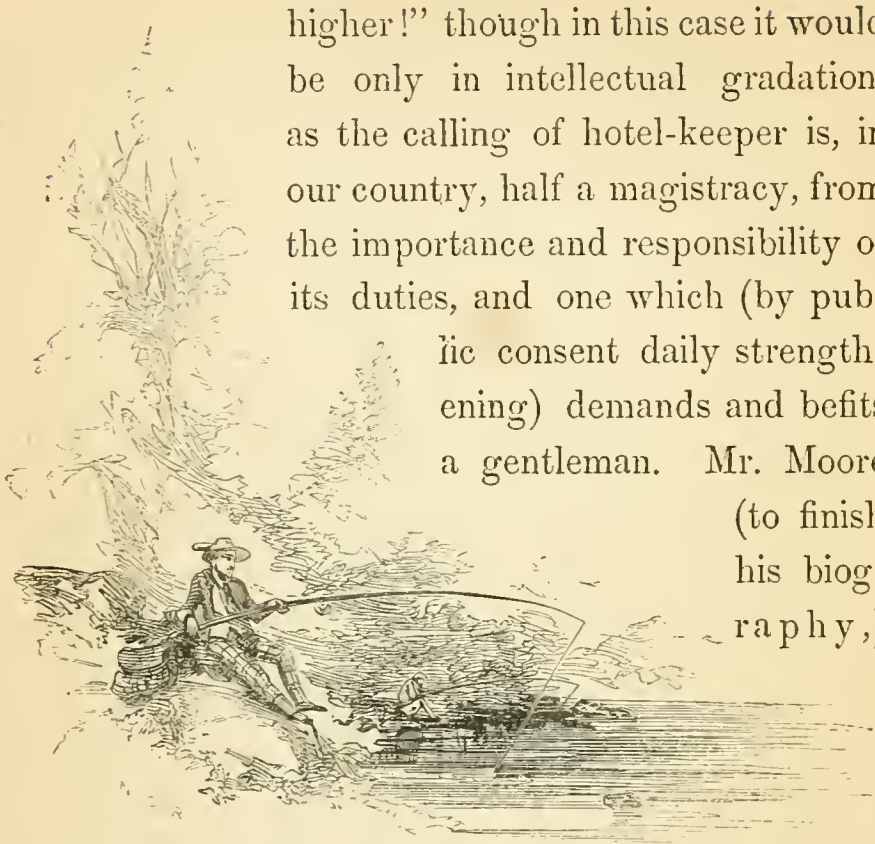 higher!” though in this case it would
be only in intellectual gradation
as the calling of hotel-keeper is, in
our country, half a magistracy, from
the importance and responsibility o
its duties, and one which (by pub
lic consent daily strength
ening) demands and befits
a gentleman. Mr. Moore
(to finish
his biog
raphy,)